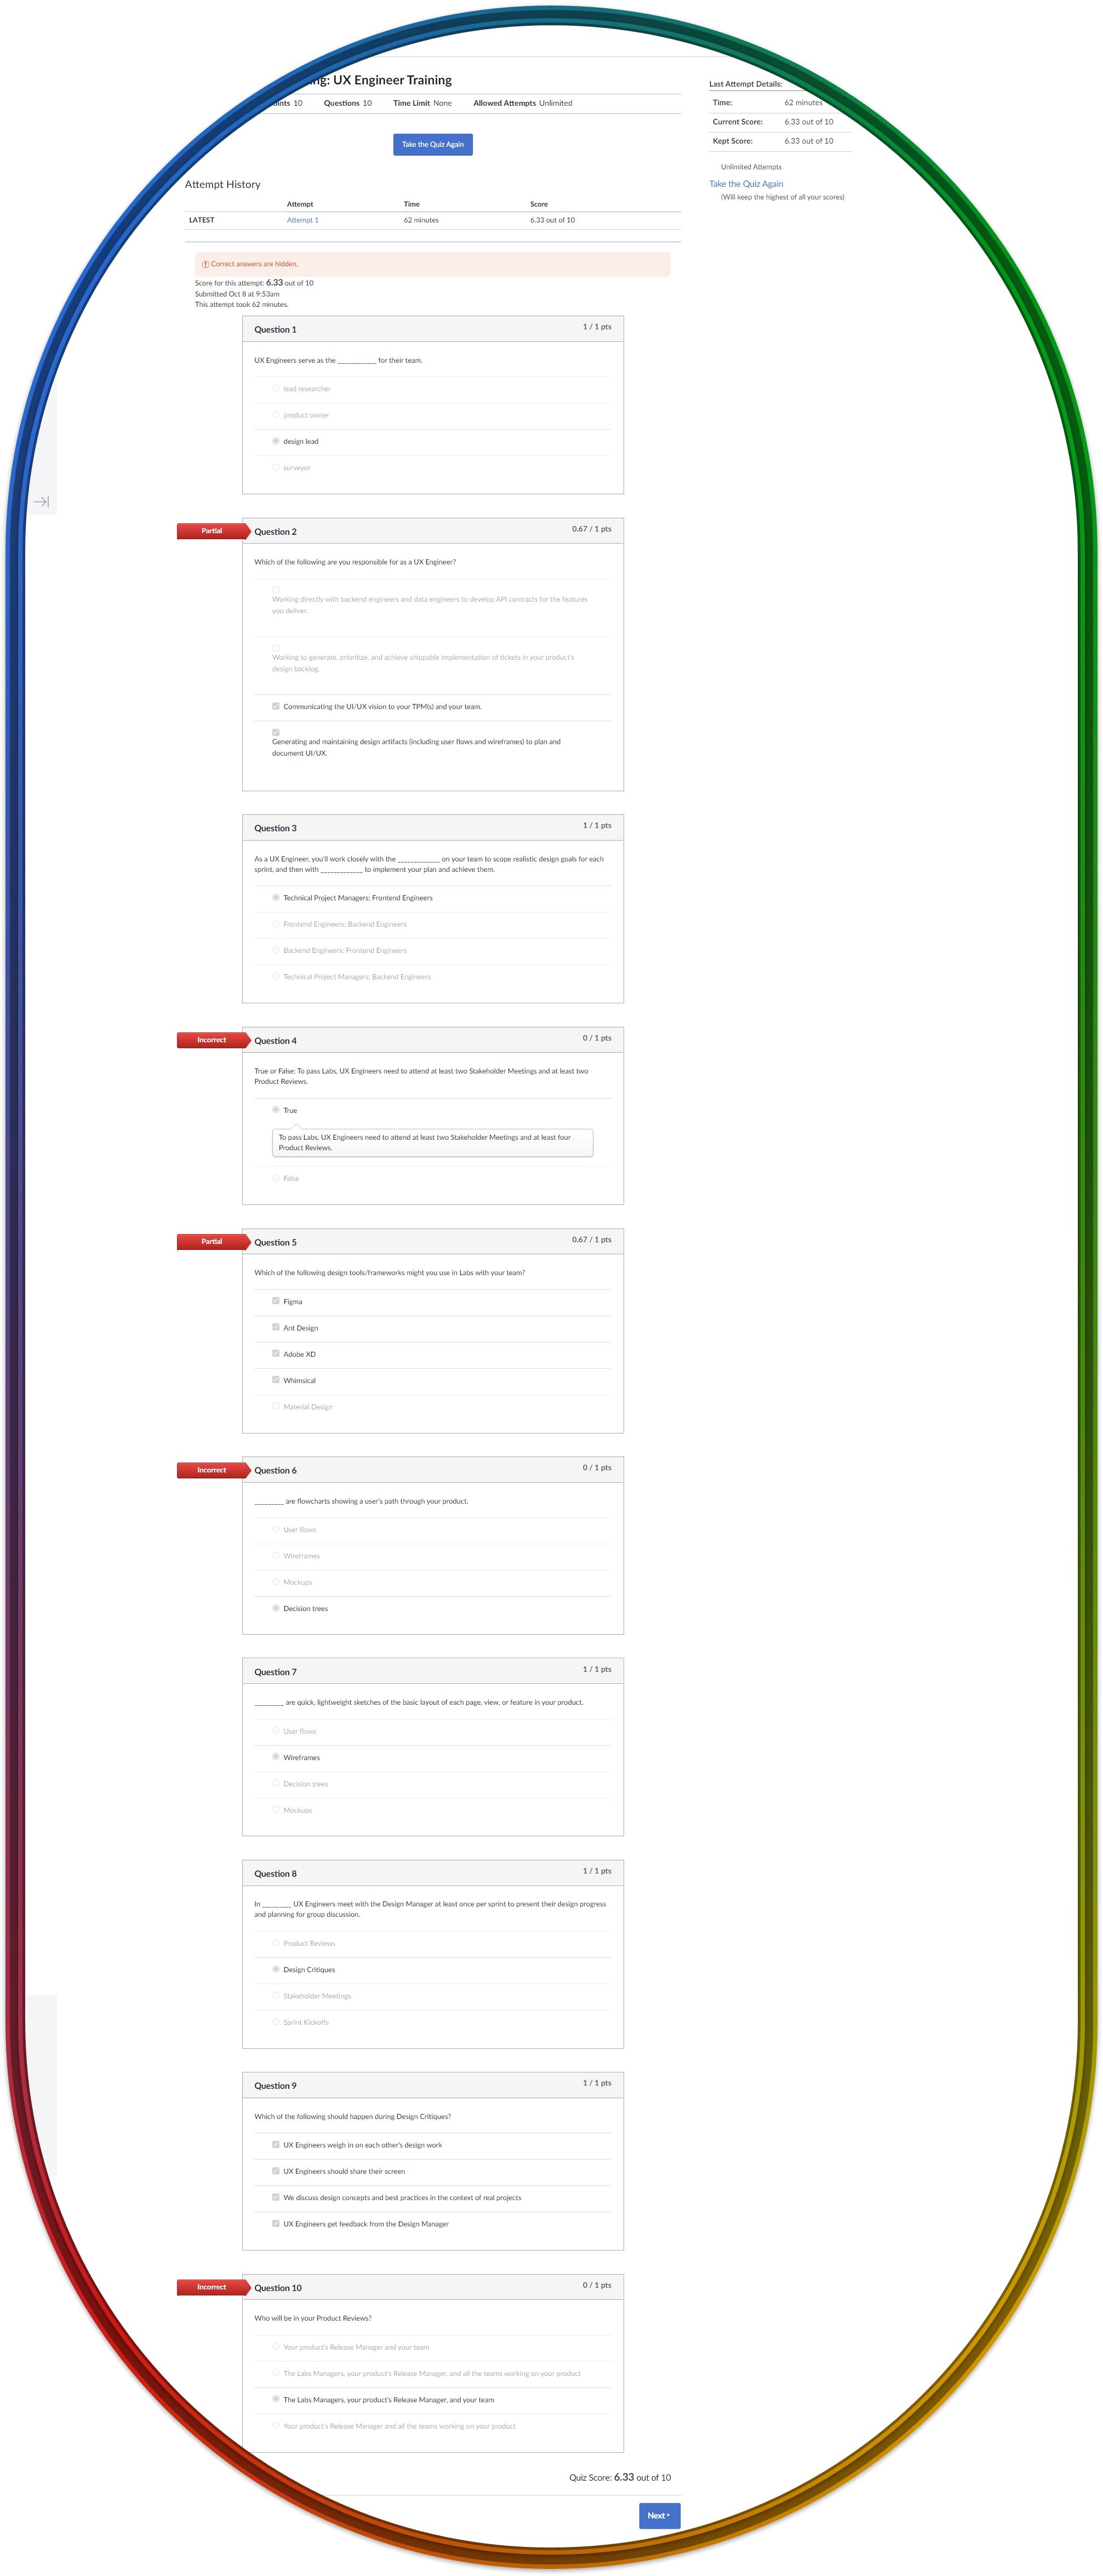 ng: UX Engineer Training
oints 10 Questions 10 Time Limit None Allowed Attempts Unlimited
Take the Quiz Again
Last Attempt Details:
Time: 62 minutes
Current Score: 6.33 out of 10
Kept Score: 6.33 out of 10
Unlimited Attempts
Take the Quiz Again
(Will keep the highest of all your scores)
Attempt History
Attempt Time Score
LATEST Attempt 1 62 minutes 6.33 out of 10
Correct answers are hidden.
Score for this attempt: 6.33 out of 10
Submitted Oct 8 at 9:53am
This attempt took 62 minutes.
Question 1 1 / 1 pts
UX Engineers serve as the ____________ for their team.
lead researcher
product owner
design lead
surveyor
Partial Question 2 0.67 / 1 pts
Which of the following are you responsible for as a UX Engineer?
Working directly with backend engineers and data engineers to develop API contracts for the features
you deliver.
Working to generate, prioritize, and achieve shippable implementation of tickets in your product's
design backlog.
Communicating the UI/UX vision to your TPM(s) and your team.
Generating and maintaining design artifacts (including user flows and wireframes) to plan and
document UI/UX.
Question 3 1 / 1 pts
As a UX Engineer, you'll work closely with the _____________ on your team to scope realistic design goals for each
sprint, and then with _____________ to implement your plan and achieve them.
Technical Project Managers; Frontend Engineers
Frontend Engineers; Backend Engineers
Backend Engineers; Frontend Engineers
Technical Project Managers; Backend Engineers
Incorrect Question 4 0 / 1 pts
True or False: To pass Labs, UX Engineers need to attend at least two Stakeholder Meetings and at least two
Product Reviews.
True
To pass Labs, UX Engineers need to attend at least two Stakeholder Meetings and at least four
Product Reviews.
False
Partial Question 5 0.67 / 1 pts
Which of the following design tools/frameworks might you use in Labs with your team?
Figma
Ant Design
Adobe XD
Whimsical
Material Design
Incorrect Question 6 0 / 1 pts
_________ are flowcharts showing a user's path through your product.
User flows
Wireframes
Mockups
Decision trees
Question 7 1 / 1 pts
_________ are quick, lightweight sketches of the basic layout of each page, view, or feature in your product.
User flows
Wireframes
Decision trees
Mockups
Question 8 1 / 1 pts
In _________ UX Engineers meet with the Design Manager at least once per sprint to present their design progress
and planning for group discussion.
Product Reviews
Design Critiques
Stakeholder Meetings
Sprint Kickoffs
Question 9 1 / 1 pts
Which of the following should happen during Design Critiques?
UX Engineers weigh in on each other's design work
UX Engineers should share their screen
We discuss design concepts and best practices in the context of real projects
UX Engineers get feedback from the Design Manager
Incorrect Question 10 0 / 1 pts
Who will be in your Product Reviews?
Your product's Release Manager and your team
The Labs Managers, your product's Release Manager, and all the teams working on your product
The Labs Managers, your product's Release Manager, and your team
Your product's Release Manager and all the teams working on your product
Quiz Score: 6.33 out of 10
Next